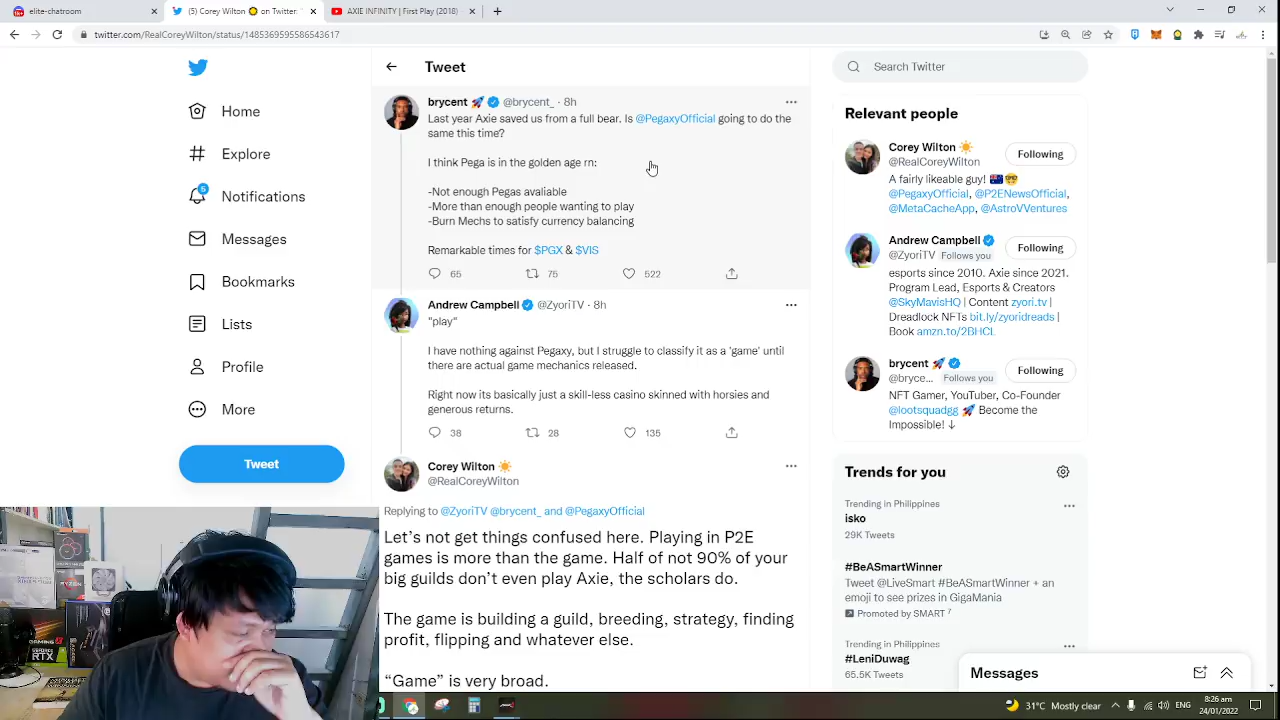 elite-chatroom
(5) Corey Wilton 🌞 on Twitter: "
AXIE INFINITY | First Play (2018)
twitter.com/RealCoreyWilton/status/1485369595586543617
Home
Explore
5
Notifications
Messages
Bookmarks
Lists
Profile
More
Tweet
Tweet
brycent 🚀 @brycent_ · 8h
Last year Axie saved us from a full bear. Is @PegaxyOfficial going to do the
same this time?
I think Pega is in the golden age rn:
-Not enough Pegas avaliable
-More than enough people wanting to play
-Burn Mechs to satisfy currency balancing
Remarkable times for $PGX & $VIS
65 75 522
Andrew Campbell @ZyoriTV · 8h
"play"
I have nothing against Pegaxy, but I struggle to classify it as a 'game' until
there are actual game mechanics released.
Right now its basically just a skill-less casino skinned with horsies and
generous returns.
38 28 135
Corey Wilton ☀️
@RealCoreyWilton
Replying to @ZyoriTV @brycent_ and @PegaxyOfficial
Let's not get things confused here. Playing in P2E
games is more than the game. Half of not 90% of your
big guilds don't even play Axie, the scholars do.
The game is building a guild, breeding, strategy, finding
profit, flipping and whatever else.
"Game" is very broad.
Search Twitter
Relevant people
Corey Wilton ☀️
@RealCoreyWilton
Following
A fairly likeable guy! 🇦🇺🤓
@PegaxyOfficial, @P2ENewsOfficial,
@MetaCacheApp, @AstroVVentures
Andrew Campbell
@ZyoriTV Follows you
Following
esports since 2010. Axie since 2021.
Program Lead, Esports & Creators
@SkyMavisHQ | Content zyori.tv |
Dreadlock NFTs bit.ly/zyoridreads |
Book amzn.to/2BHCL
brycent 🚀
@bryce... Follows you
Following
NFT Gamer, YouTuber, Co-Founder
@lootsquadgg 🚀 Become the
Impossible! ↓
Trends for you
Trending in Philippines
isko
29K Tweets
#BeASmartWinner
Tweet @LiveSmart #BeASmartWinner + an
emoji to see prizes in GigaMania
Promoted by SMART
Trending in Philippines
#LeniDuwag
65.5K Tweets
Messages
RTX
31°C Mostly clear
ENG
8:26 am
24/01/2022